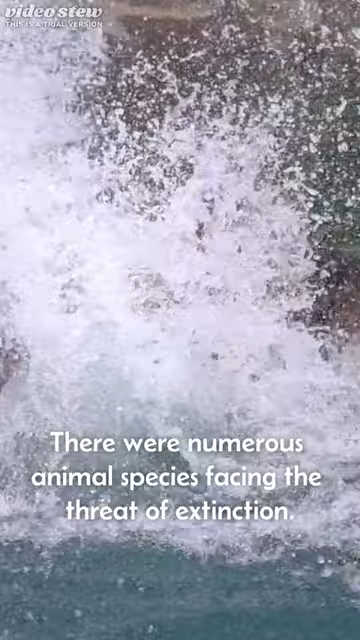 video stew
THIS IS A TRIAL VERSION
There were numerous
animal species facing the
threat of extinction.